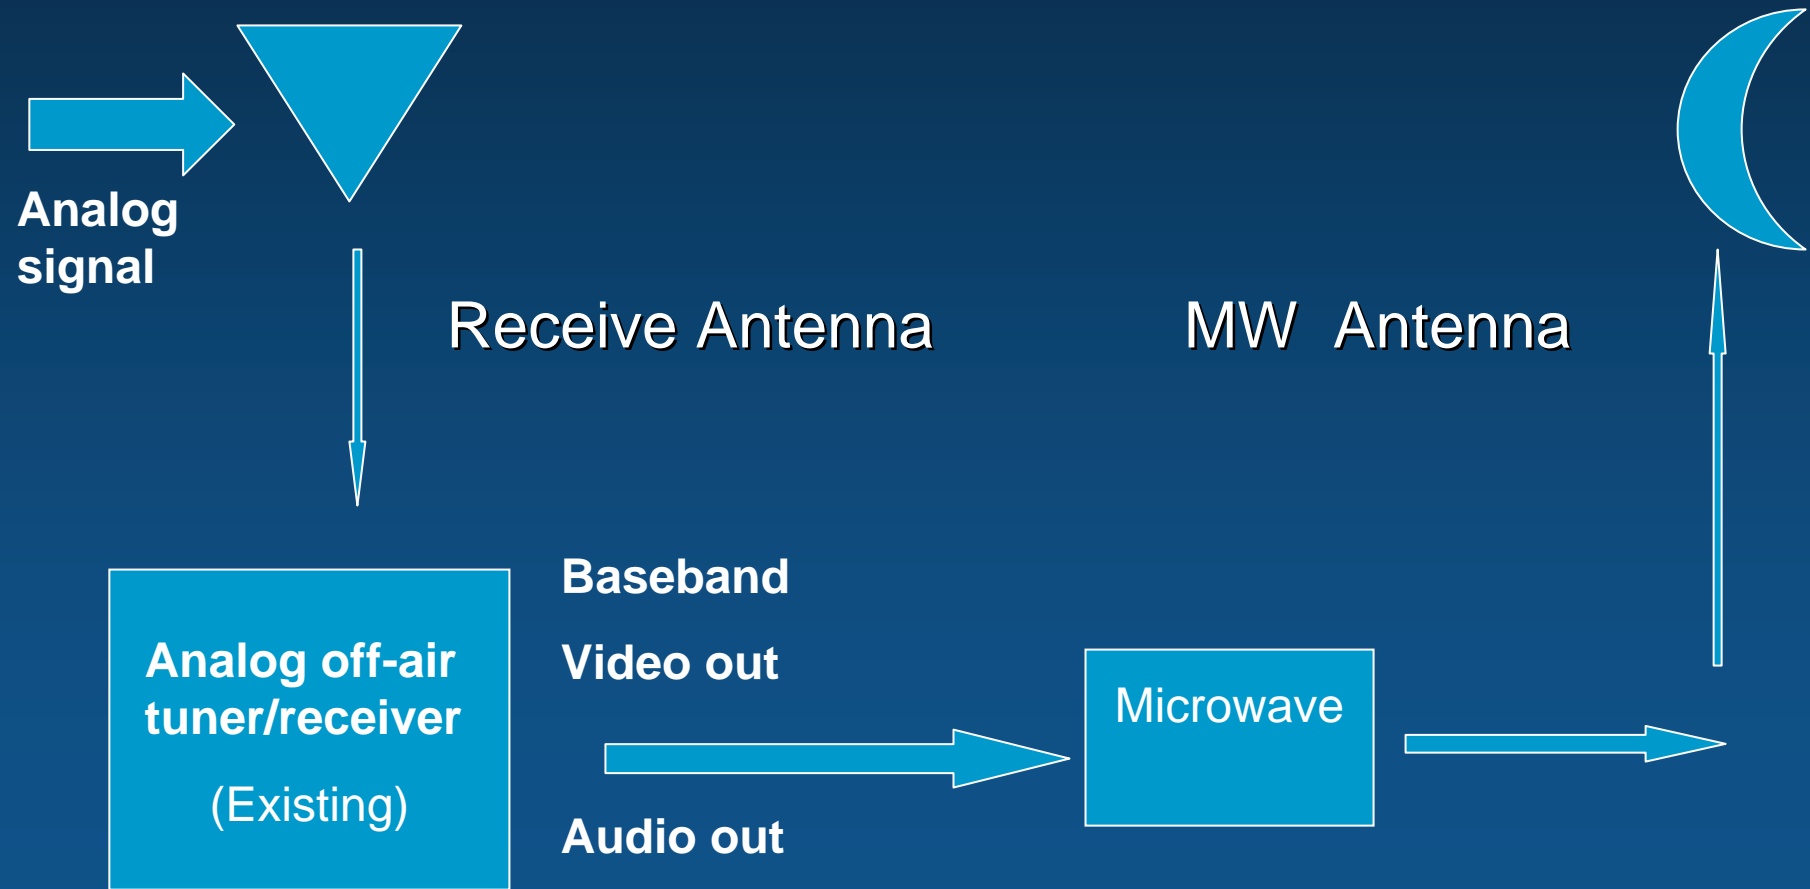 Analog
signal
Receive Antenna
MW  Antenna
Analog off-air
tuner/receiver
(Existing)
Baseband
Video out
Audio out
Microwave